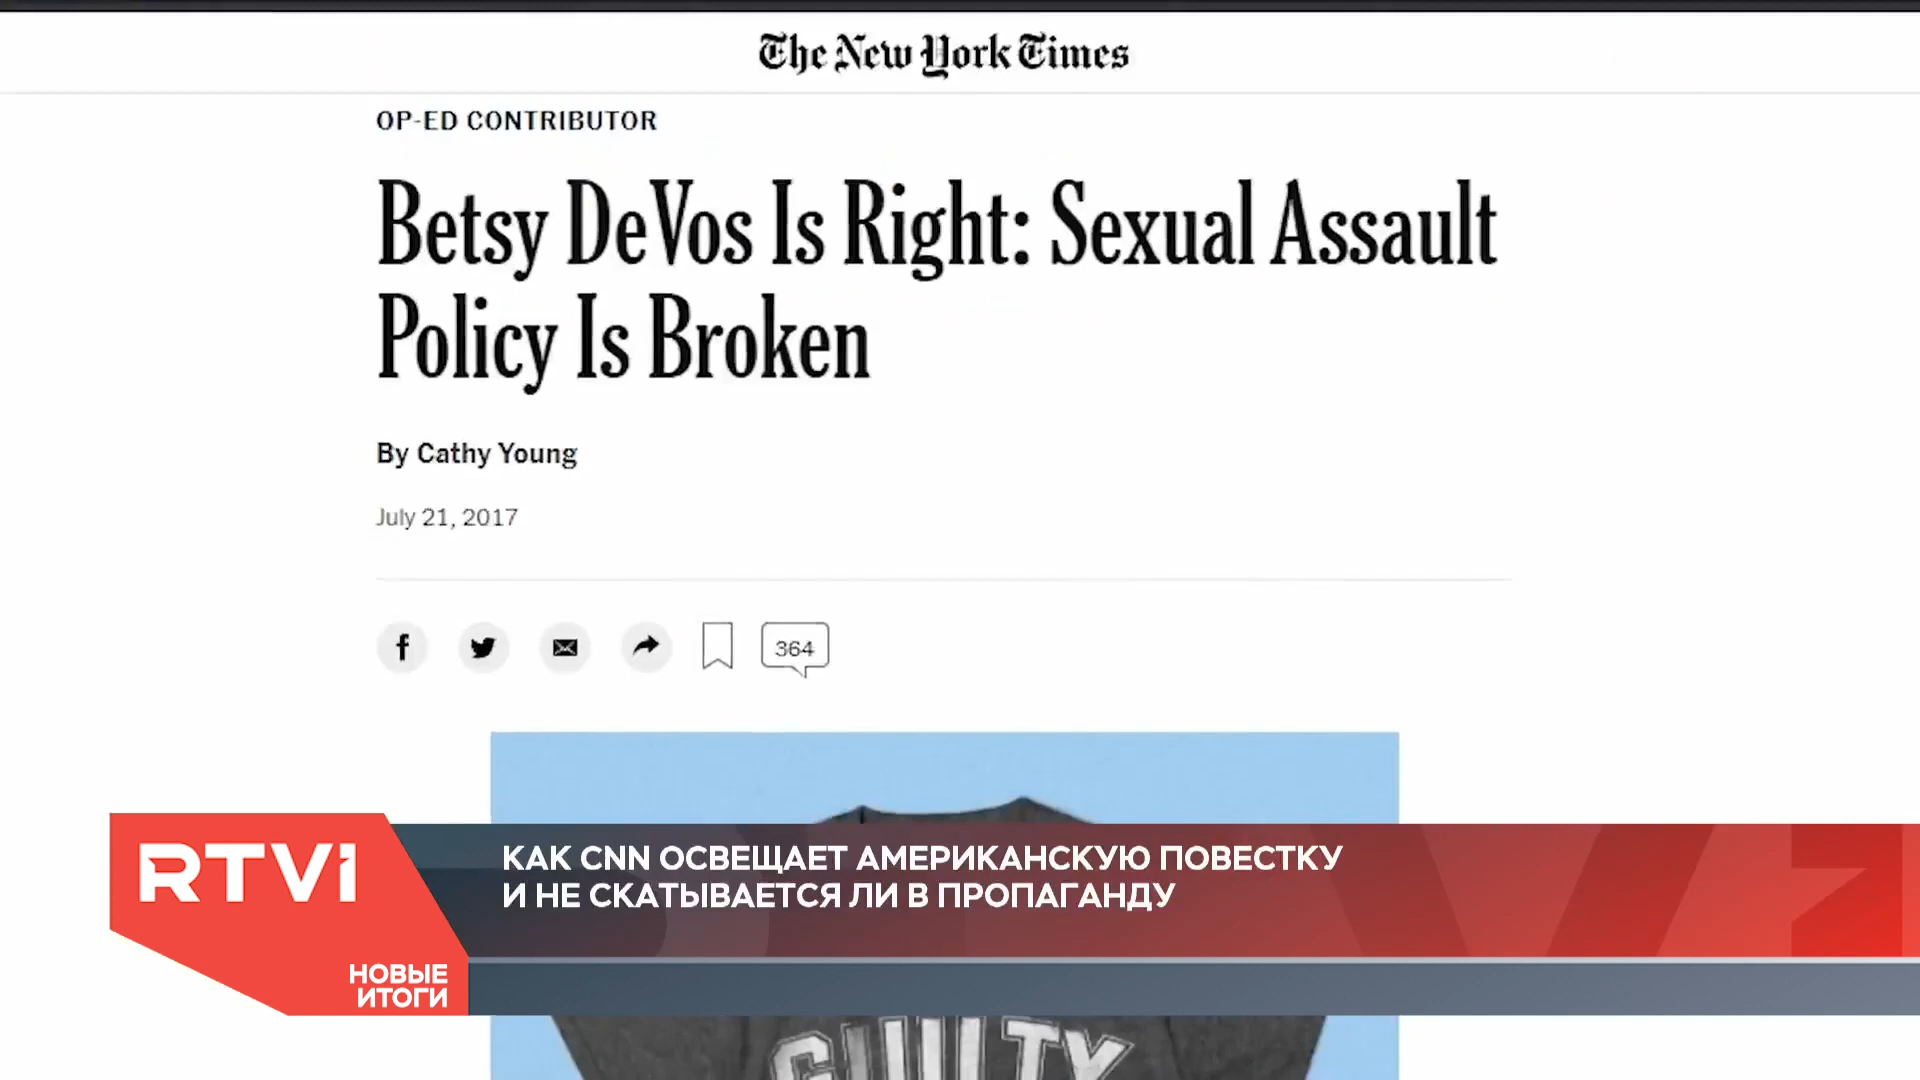 The New York Times
OP-ED CONTRIBUTOR
Betsy DeVos Is Right: Sexual Assault
Policy Is Broken
By Cathy Young
July 21, 2017
364
RTVI
КАК CNN ОСВЕЩАЕТ АМЕРИКАНСКУЮ ПОВЕСТКУ
И НЕ СКАТЫВАЕТСЯ ЛИ В ПРОПАГАНДУ
НОВЫЕ
ИТОГИ
GUILTY